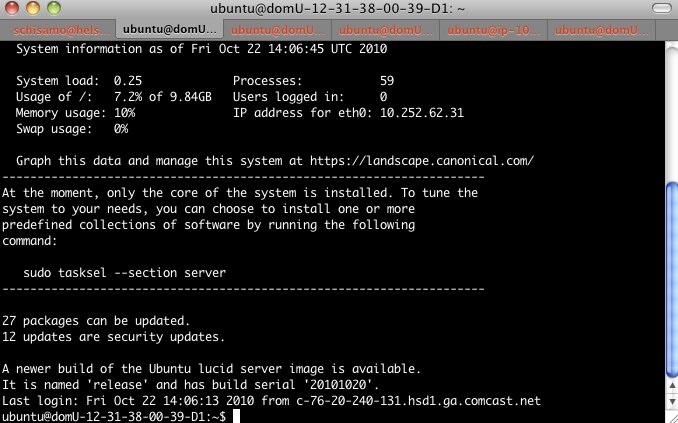 ubuntu@domU-12-31-38-00-39-D1: ~
schisamo@hels... ubuntu@domU... ubuntu@domU... ubuntu@domU... ubuntu@ip-10... ubuntu@domU...
System information as of Fri Oct 22 14:06:45 UTC 2010
System load: 0.25 Processes: 59
Usage of /: 7.2% of 9.84GB Users logged in: 0
Memory usage: 10% IP address for eth0: 10.252.62.31
Swap usage: 0%
Graph this data and manage this system at https://landscape.canonical.com/
---------------------------------------------------------------------
At the moment, only the core of the system is installed. To tune the
system to your needs, you can choose to install one or more
predefined collections of software by running the following
command:
sudo tasksel --section server
---------------------------------------------------------------------
27 packages can be updated.
12 updates are security updates.
A newer build of the Ubuntu lucid server image is available.
It is named 'release' and has build serial '20101020'.
Last login: Fri Oct 22 14:06:13 2010 from c-76-20-240-131.hsd1.ga.comcast.net
ubuntu@domU-12-31-38-00-39-D1:~$